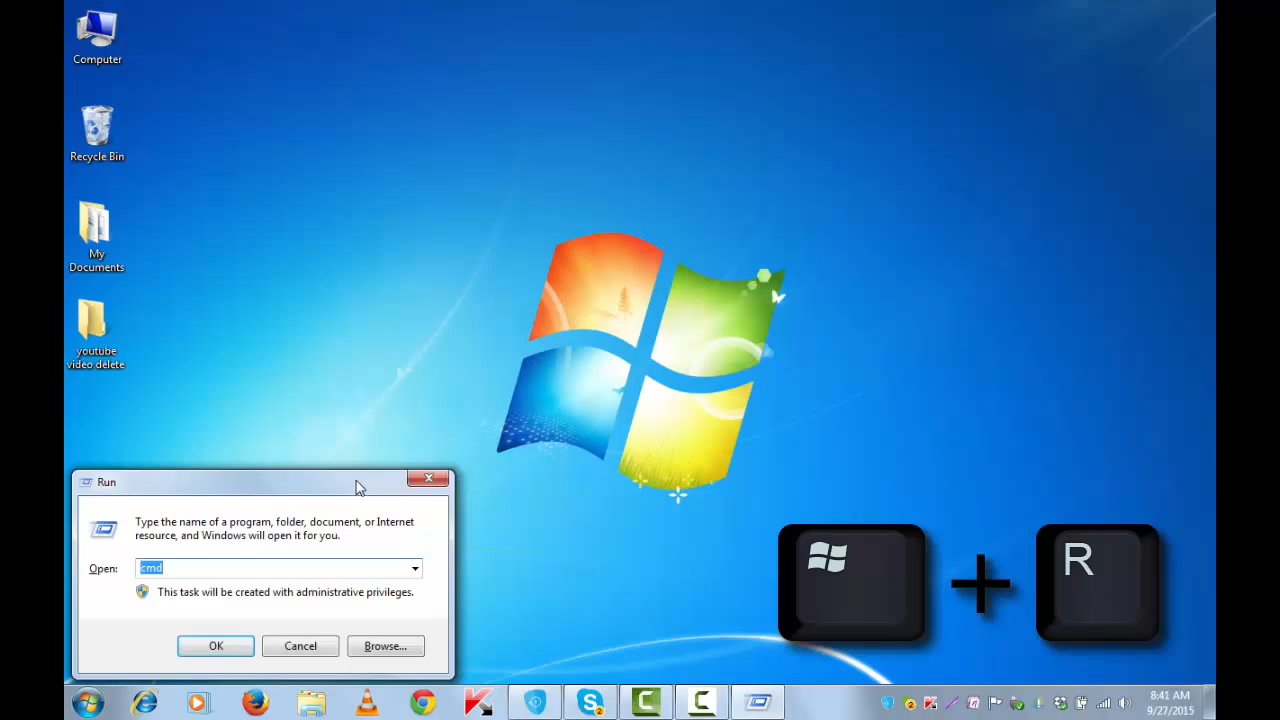 Computer
Recycle Bin
My
Documents
youtube
video delete
Run
Type the name of a program, folder, document, or Internet
resource, and Windows will open it for you.
Open: cmd
This task will be created with administrative privileges.
OK Cancel Browse...
R
2
8:41 AM
9/27/2015